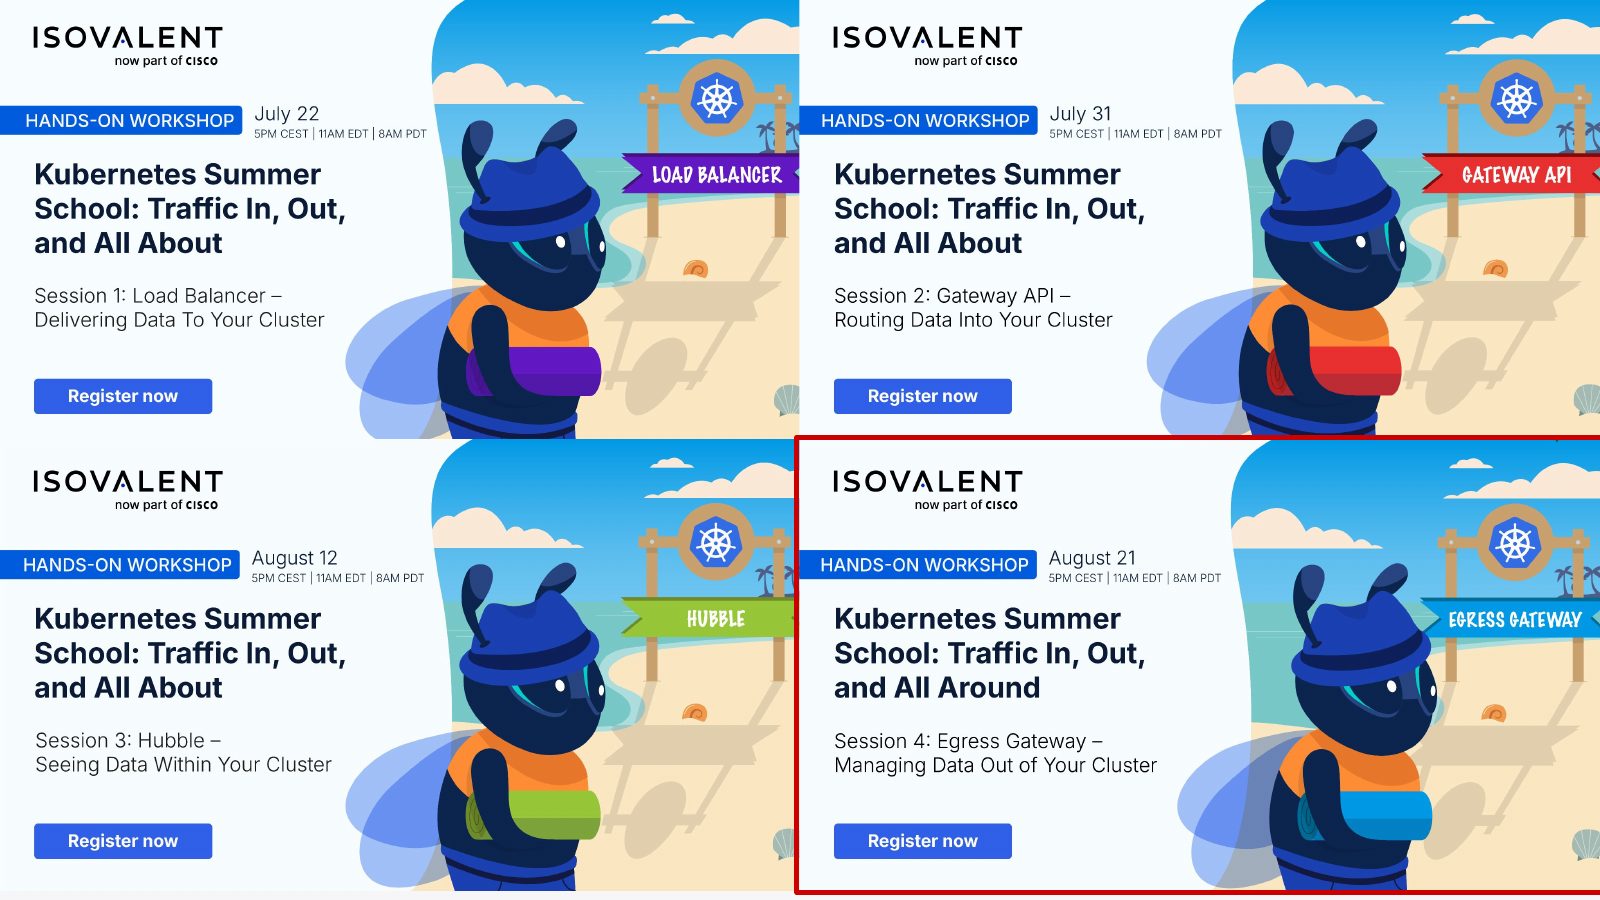 ISOVALENT
now part of CISCO
HANDS-ON WORKSHOP
July 22
5PM CEST | 11AM EDT | 8AM PDT
Kubernetes Summer
School: Traffic In, Out,
and All About
Session 1: Load Balancer –
Delivering Data To Your Cluster
Register now
LOAD BALANCER
ISOVALENT
now part of CISCO
HANDS-ON WORKSHOP
July 31
5PM CEST | 11AM EDT | 8AM PDT
Kubernetes Summer
School: Traffic In, Out,
and All About
Session 2: Gateway API –
Routing Data Into Your Cluster
Register now
GATEWAY API
ISOVALENT
now part of CISCO
HANDS-ON WORKSHOP
August 12
5PM CEST | 11AM EDT | 8AM PDT
Kubernetes Summer
School: Traffic In, Out,
and All About
Session 3: Hubble –
Seeing Data Within Your Cluster
Register now
HUBBLE
ISOVALENT
now part of CISCO
HANDS-ON WORKSHOP
August 21
5PM CEST | 11AM EDT | 8AM PDT
Kubernetes Summer
School: Traffic In, Out,
and All Around
Session 4: Egress Gateway –
Managing Data Out of Your Cluster
Register now
EGRESS GATEWAY